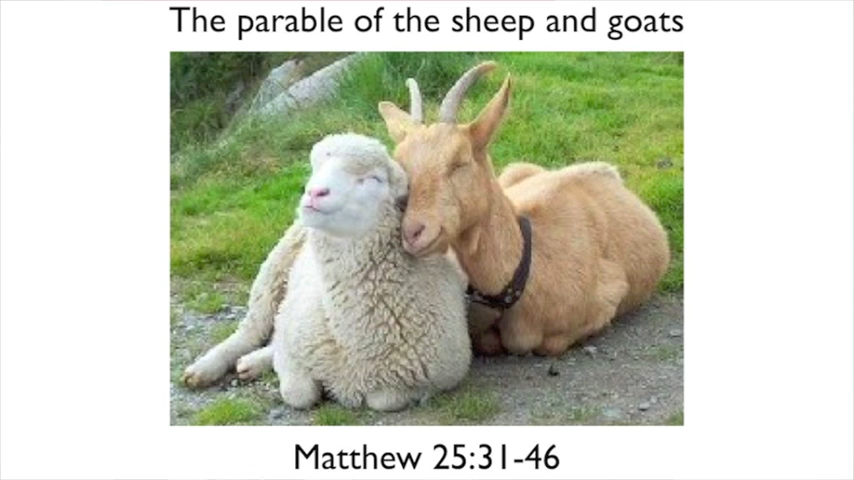 The parable of the sheep and goats
Matthew 25:31-46